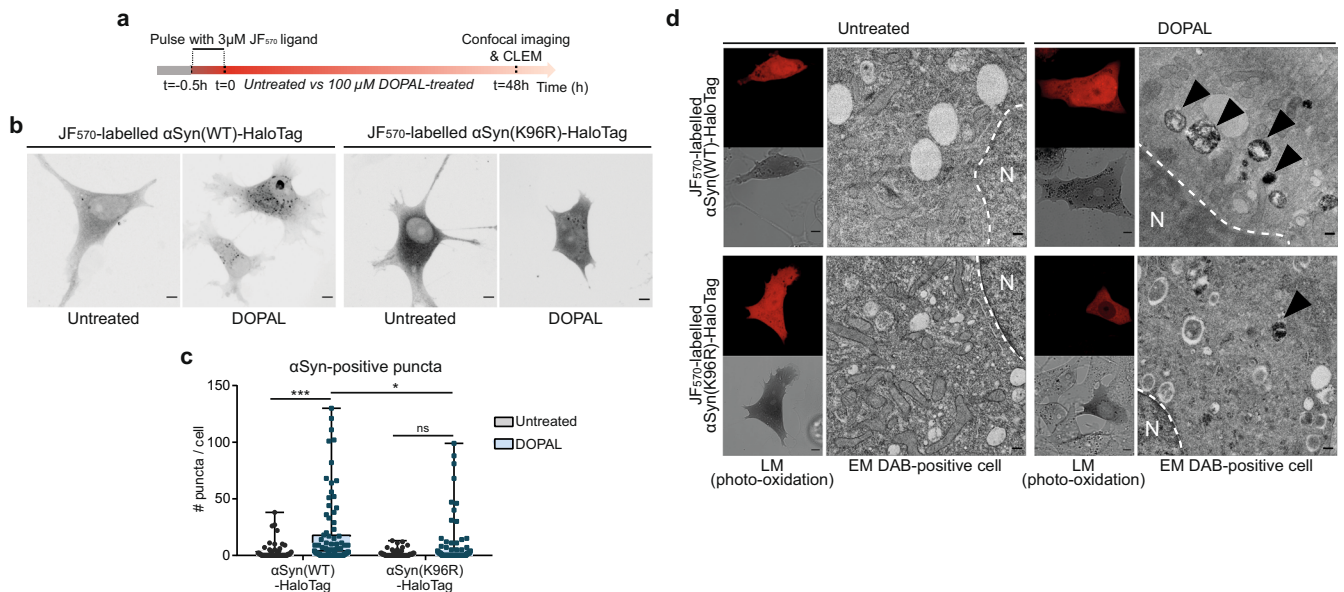 a
Pulse with 3μM JF570 ligand
Confocal imaging
& CLEM
t=-0.5h
t=0
Untreated vs 100 μM DOPAL-treated
t=48h
Time (h)
b
JF570-labelled αSyn(WT)-HaloTag
JF570-labelled αSyn(K96R)-HaloTag
Untreated
DOPAL
Untreated
DOPAL
c
αSyn-positive puncta
# puncta / cell
150
100
50
0
***
*
ns
Untreated
DOPAL
αSyn(WT)
-HaloTag
αSyn(K96R)
-HaloTag
d
Untreated
DOPAL
JF570-labelled
αSyn(WT)-HaloTag
N
N
JF570-labelled
αSyn(K96R)-HaloTag
N
N
LM
(photo-oxidation)
EM DAB-positive cell
LM
(photo-oxidation)
EM DAB-positive cell